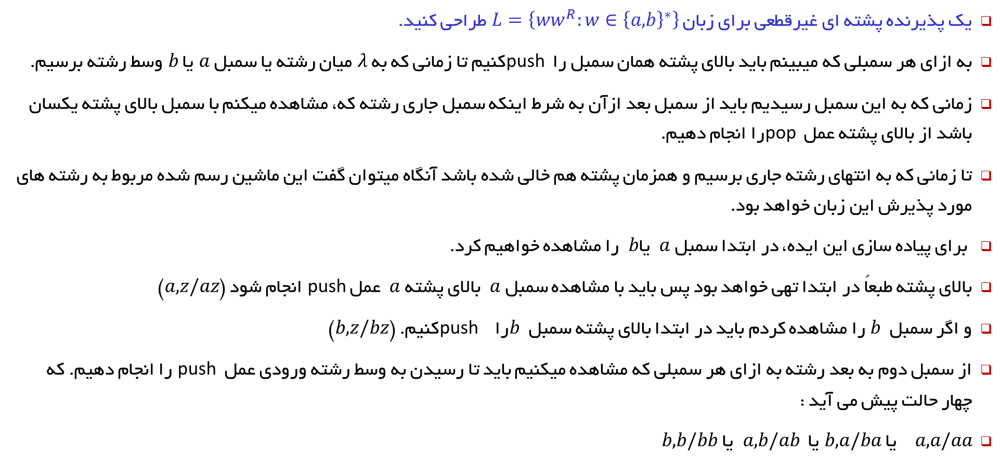 ❑ یک پذیرنده پشته ای غیرقطعی برای زبان L = {ww^R: w ∈ {a,b}*} طراحی کنید.
❑ به ازای هر سمبلی که میبینم باید بالای پشته همان سمبل را push کنیم تا زمانی که به λ میان رشته یا سمبل a یا b وسط رشته برسیم.
❑ زمانی که به این سمبل رسیدیم باید از سمبل بعد ازآن به شرط اینکه سمبل جاری رشته که، مشاهده میکنم با سمبل بالای پشته یکسان
باشد از بالای پشته عمل pop را انجام دهیم.
❑ تا زمانی که به انتهای رشته جاری برسیم و همزمان پشته هم خالی شده باشد آنگاه میتوان گفت این ماشین رسم شده مربوط به رشته های
مورد پذیرش این زبان خواهد بود.
❑ برای پیاده سازی این ایده، در ابتدا سمبل a یا b را مشاهده خواهیم کرد.
❑ بالای پشته طبعاً در ابتدا تهی خواهد بود پس باید با مشاهده سمبل a بالای پشته a عمل push انجام شود (a,z/az)
❑ و اگر سمبل b را مشاهده کردم باید در ابتدا بالای پشته سمبل b را push کنیم. (b,z/bz)
❑ از سمبل دوم به بعد رشته به ازای هر سمبلی که مشاهده میکنیم باید تا رسیدن به وسط رشته ورودی عمل push را انجام دهیم. که
چهار حالت پیش می آید :
❑ a,a/aa یا b,a/ba یا a,b/ab یا b,b/bb